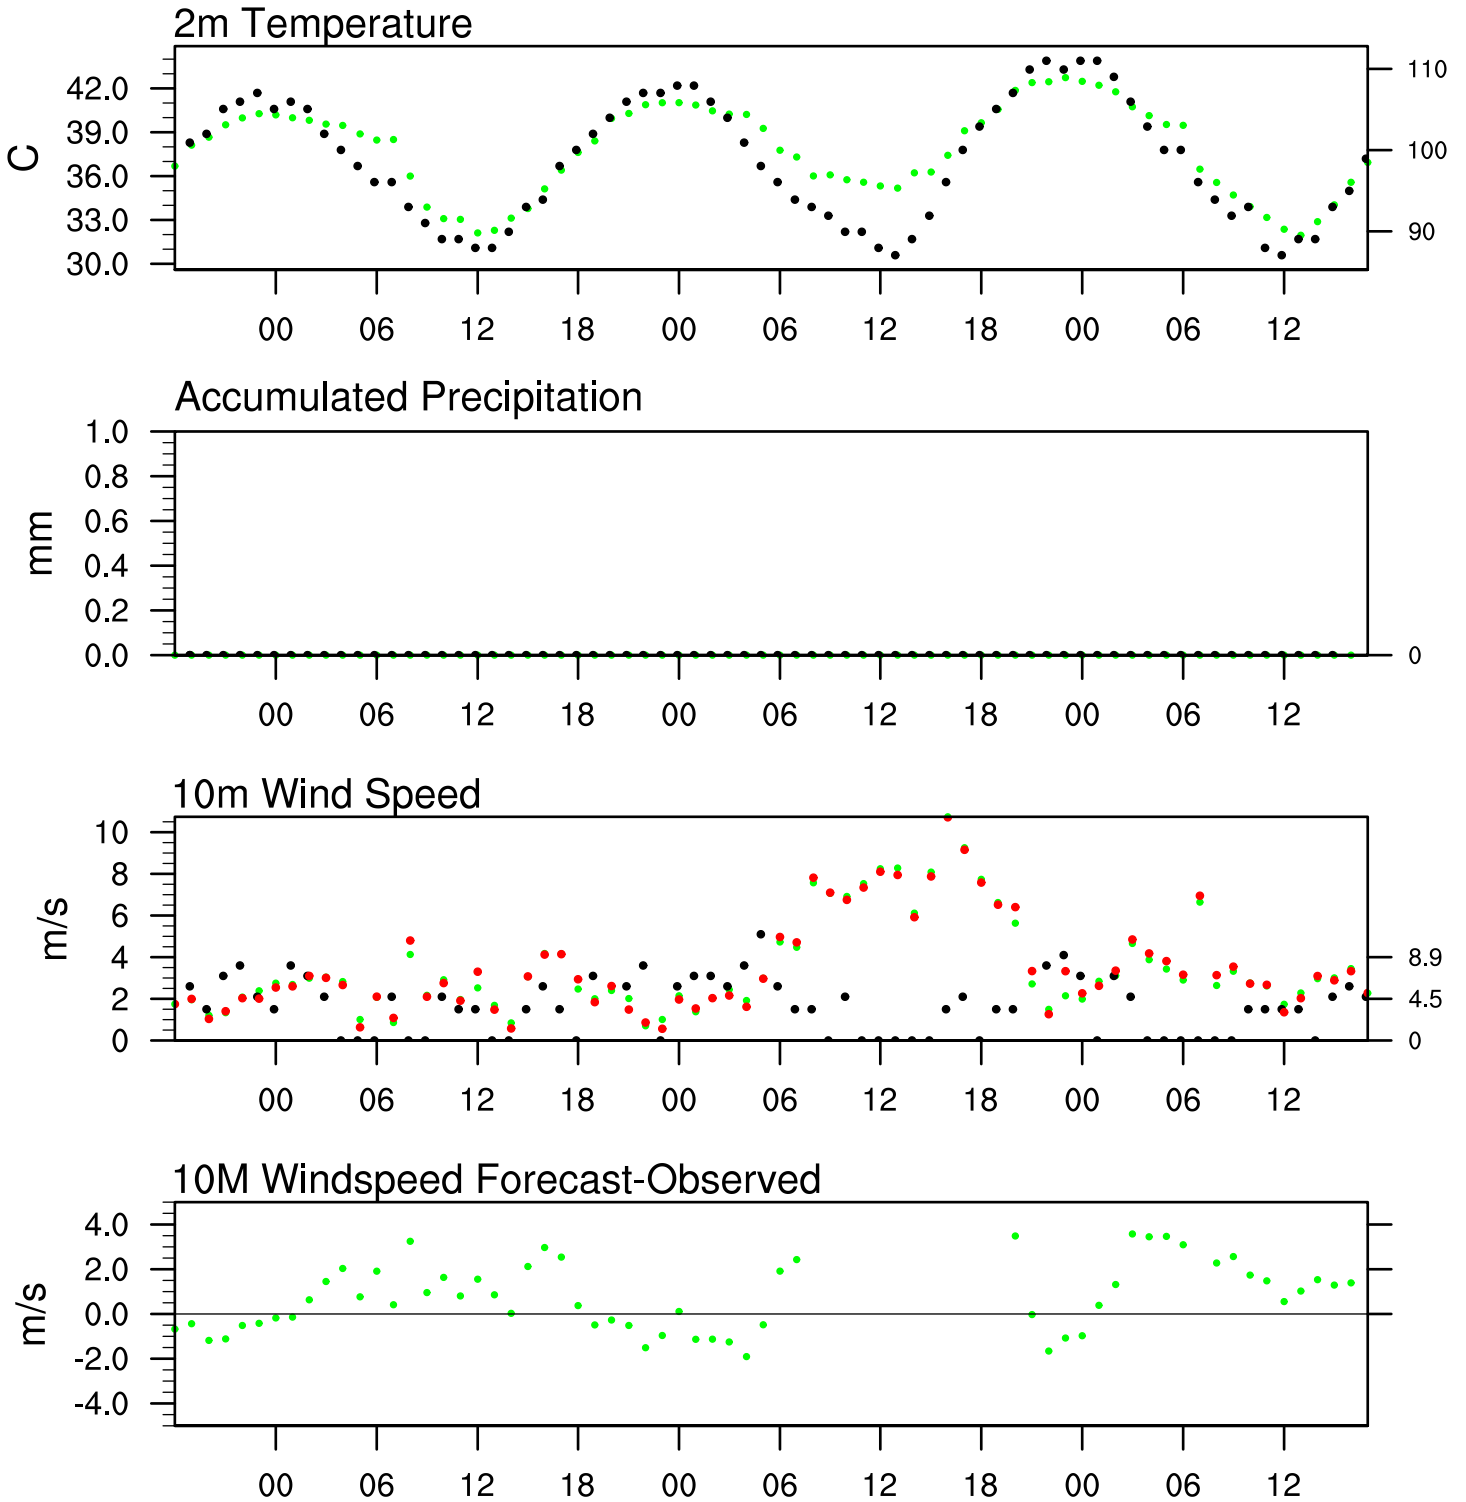 2m Temperature
C
42.0
39.0
36.0
33.0
30.0
110
100
90
00 06 12 18 00 06 12 18 00 06 12
Accumulated Precipitation
mm
1.0
0.8
0.6
0.4
0.2
0.0
0
00 06 12 18 00 06 12 18 00 06 12
10m Wind Speed
m/s
10
8
6
4
2
0
8.9
4.5
0
00 06 12 18 00 06 12 18 00 06 12
10M Windspeed Forecast-Observed
m/s
4.0
2.0
0.0
-2.0
-4.0
00 06 12 18 00 06 12 18 00 06 12